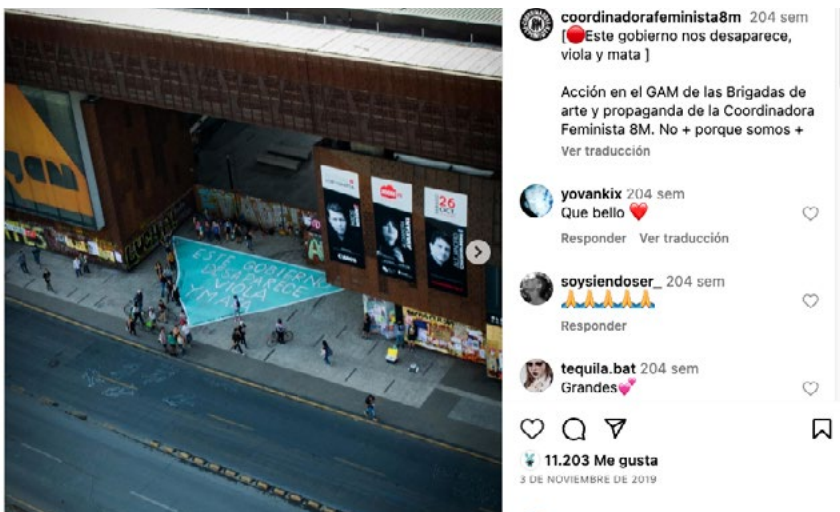 coordinadorafeminista8m 204 sem
[🔴Este gobierno nos desaparece,
viola y mata ]
Acción en el GAM de las Brigadas de
arte y propaganda de la Coordinadora
Feminista 8M. No + porque somos +
Ver traducción
yovankix 204 sem
Que bello ❤️
Responder Ver traducción
soysiendoser_ 204 sem
🙏🙏🙏🙏🙏
Responder
tequila.bat 204 sem
Grandes💕
11.203 Me gusta
3 DE NOVIEMBRE DE 2019
ESTE GOBIERNO
DESAPARECE
VIOLA
Y MATA
26